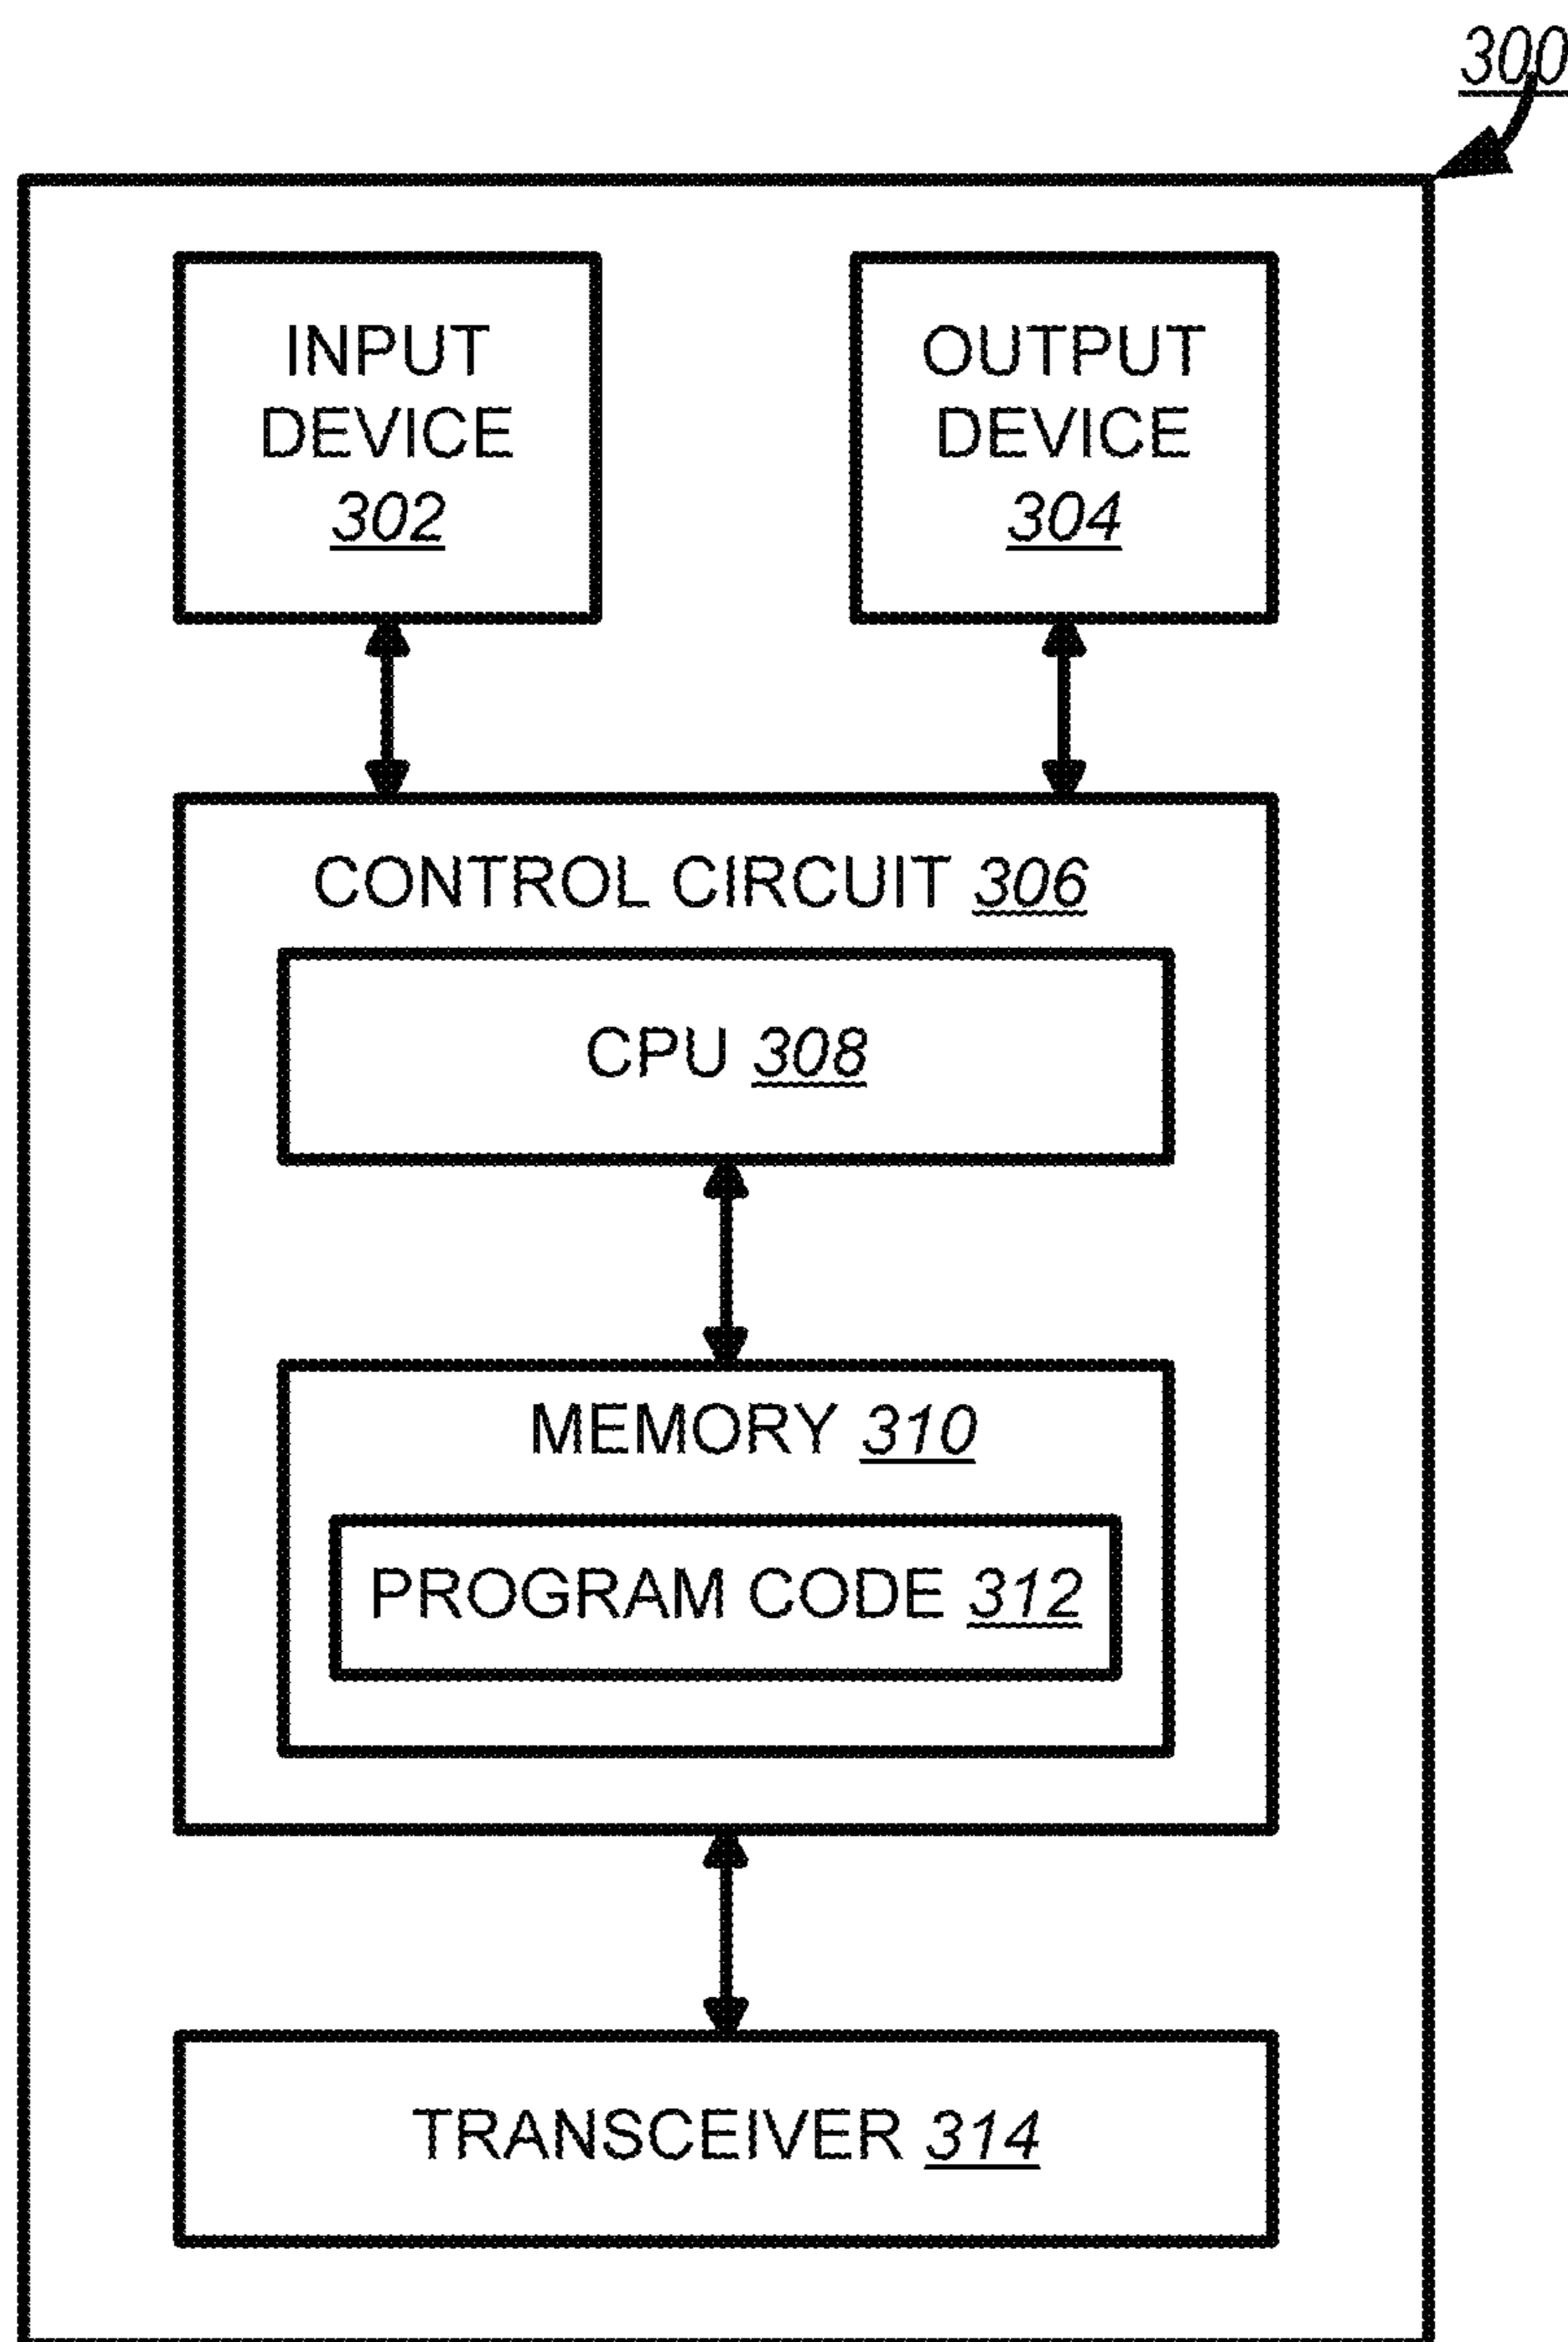 300
INPUT
DEVICE
302
OUTPUT
DEVICE
304
CONTROL CIRCUIT 306
CPU 308
MEMORY 310
PROGRAM CODE 312
TRANSCEIVER 314